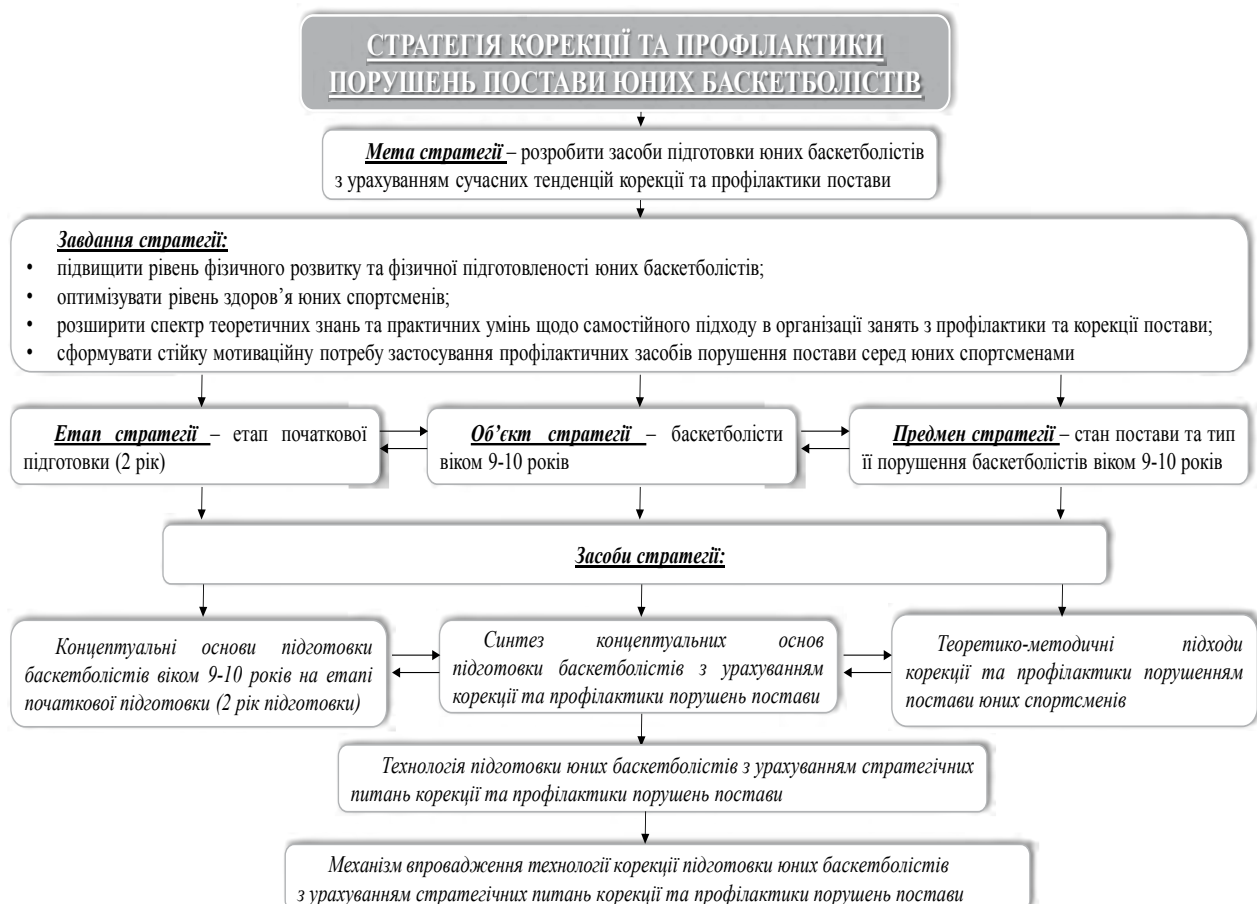 СТРАТЕГІЯ КОРЕКЦІЇ ТА ПРОФІЛАКТИКИ
ПОРУШЕНЬ ПОСТАВИ ЮНИХ БАСКЕТБОЛІСТІВ
Мета стратегії – розробити засоби підготовки юних баскетболістів
з урахуванням сучасних тенденцій корекції та профілактики постави
Завдання стратегії:
• підвищити рівень фізичного розвитку та фізичної підготовленості юних баскетболістів;
• оптимізувати рівень здоров’я юних спортсменів;
• розширити спектр теоретичних знань та практичних умінь щодо самостійного підходу в організації занять з профілактики та корекції постави;
• сформувати стійку мотиваційну потребу застосування профілактичних засобів порушення постави серед юних спортсменами
Етап стратегії – етап початкової
підготовки (2 рік)
Об’єкт стратегії – баскетболісти
віком 9-10 років
Предмен стратегії – стан постави та тип
її порушення баскетболістів віком 9-10 років
Засоби стратегії:
Концептуальні основи підготовки
баскетболістів віком 9-10 років на етапі
початкової підготовки (2 рік підготовки)
Синтез концептуальних основ
підготовки баскетболістів з урахуванням
корекції та профілактики порушень постави
Теоретико-методичні підходи
корекції та профілактики порушенням
постави юних спортсменів
Технологія підготовки юних баскетболістів з урахуванням стратегічних
питань корекції та профілактики порушень постави
Механізм впровадження технології корекції підготовки юних баскетболістів
з урахуванням стратегічних питань корекції та профілактики порушень постави